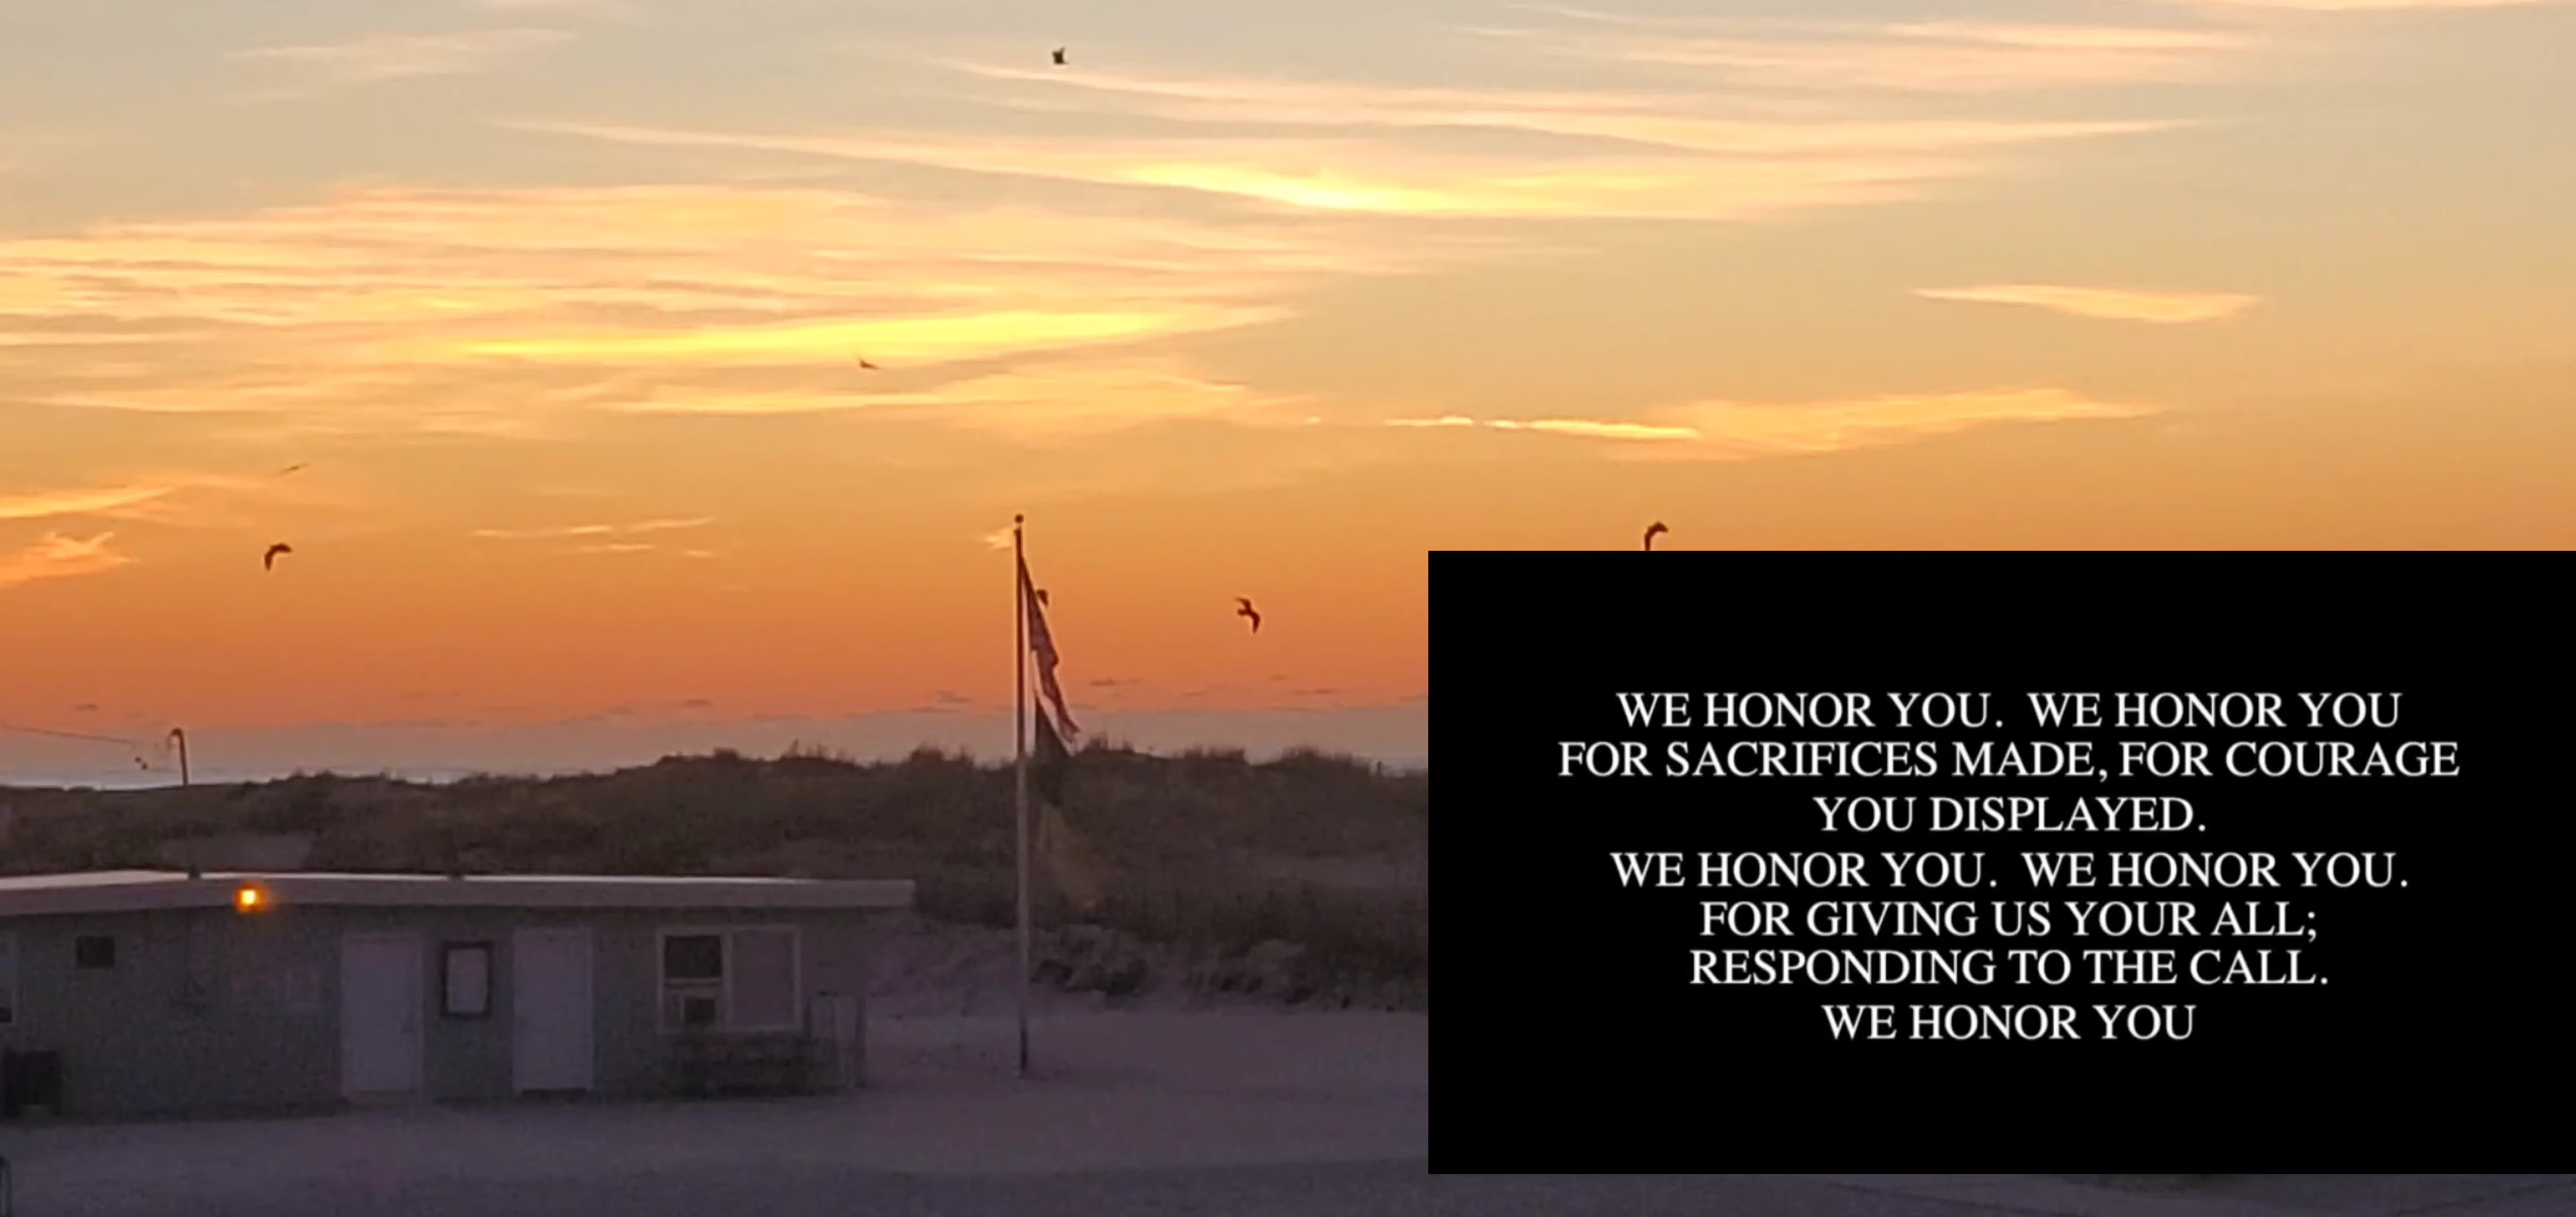 WE HONOR YOU.  WE HONOR YOU
FOR SACRIFICES MADE, FOR COURAGE
YOU DISPLAYED.
WE HONOR YOU.  WE HONOR YOU.
FOR GIVING US YOUR ALL;
RESPONDING TO THE CALL.
WE HONOR YOU